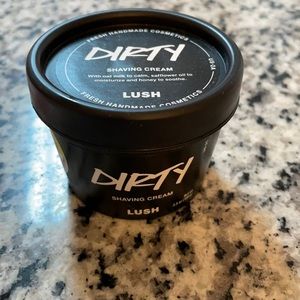 FRESH HANDMADE COSMETICS
DIRTY
SHAVING CREAM
With oat milk to calm, safflower oil to
moisturize and honey to soothe.
LUSH
FRESH HANDMADE COSMETICS
DIRTY
SHAVING CREAM
LUSH